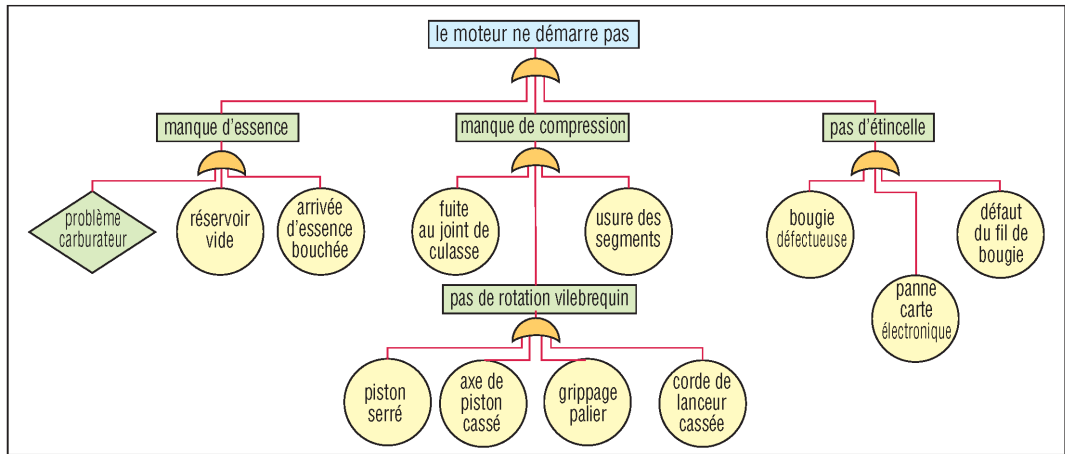 le moteur ne démarre pas
manque d'essence
manque de compression
pas d'étincelle
problème
carburateur
réservoir
vide
arrivée
d'essence
bouchée
fuite
au joint de
culasse
usure des
segments
bougie
défectueuse
panne
carte
électronique
défaut
du fil de
bougie
pas de rotation vilebrequin
piston
serré
axe de
piston
cassé
grippage
palier
corde de
lanceur
cassée